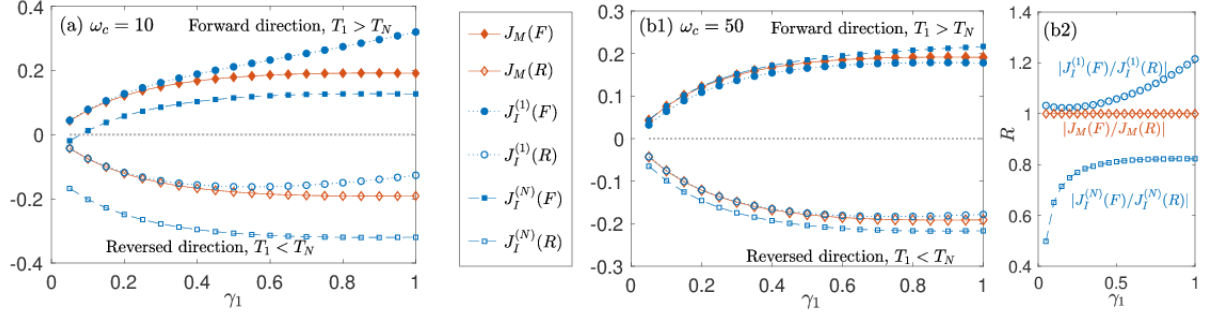 (a) ω_c = 10
Forward direction, T_1 > T_N
0.4
0.2
0
-0.2
-0.4
Reversed direction, T_1 < T_N
0.2 0.4 0.6 0.8 1
γ_1
J_M(F)
J_M(R)
J_I^{(1)}(F)
J_I^{(1)}(R)
J_I^{(N)}(F)
J_I^{(N)}(R)
(b1) ω_c = 50
Forward direction, T_1 > T_N
0.3
0.2
0.1
0
-0.1
-0.2
-0.3
Reversed direction, T_1 < T_N
0 0.2 0.4 0.6 0.8 1
γ_1
(b2)
R
1.4
1.2
1
0.8
0.6
0.4
|J_I^{(1)}(F)/J_I^{(1)}(R)|
|J_M(F)/J_M(R)|
|J_I^{(N)}(F)/J_I^{(N)}(R)|
0 0.5 1
γ_1